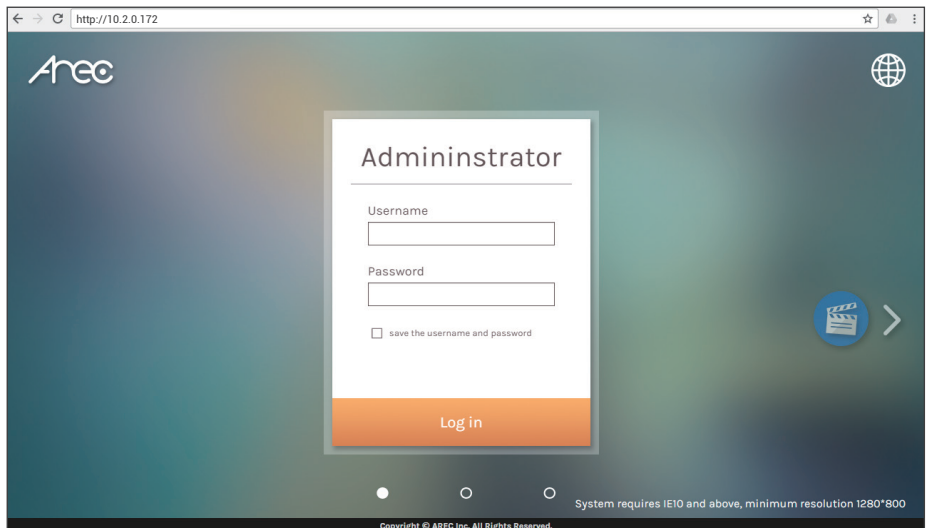 http://10.2.0.172
Arec
Admininstrator
Username
Password
save the username and password
Log in
System requires IE10 and above, minimum resolution 1280*800
Copyright © AREC Inc. All Rights Reserved.